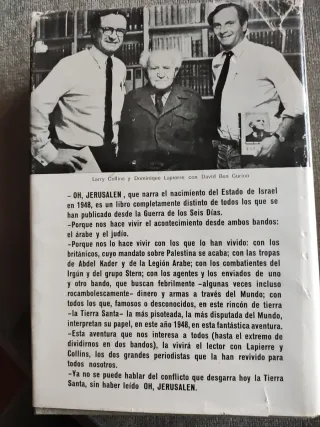 Larry Collins y Dominique Lapierre con David Ben Gurion
– OH, JERUSALEN , que narra el nacimiento del Estado de Israel
en 1948, es un libro completamente distinto de todos los que se
han publicado desde la Guerra de los Seis Días.
–Porque nos hace vivir el acontecimiento desde ambos bandos:
el árabe y el judío.
–Porque nos lo hace vivir con los que lo han vivido: con los
británicos, cuyo mandato sobre Palestina se acaba; con las tropas
de Abdel Kader y de la Legión Arabe; con los combatientes del
Irgún y del grupo Stern; con los agentes y los enviados de uno
y otro bando, que buscan febrilmente –algunas veces incluso
rocambolescamente– dinero y armas a través del Mundo; con
todos los que, famosos o desconocidos, en este rincón de tierra
–la Tierra Santa– la más pisoteada, la más disputada del Mundo,
interpretan su papel, en este año 1948, en esta fantástica aventura.
–Esta aventura que nos interesa a todos (hasta el extremo de
dividirnos en dos bandos), la vivirá el lector con Lapierre y
Collins, los dos grandes periodistas que la han revivido para
todos nosotros.
–Ya no se puede hablar del conflicto que desgarra hoy la Tierra
Santa, sin haber leído OH, JERUSALEN.